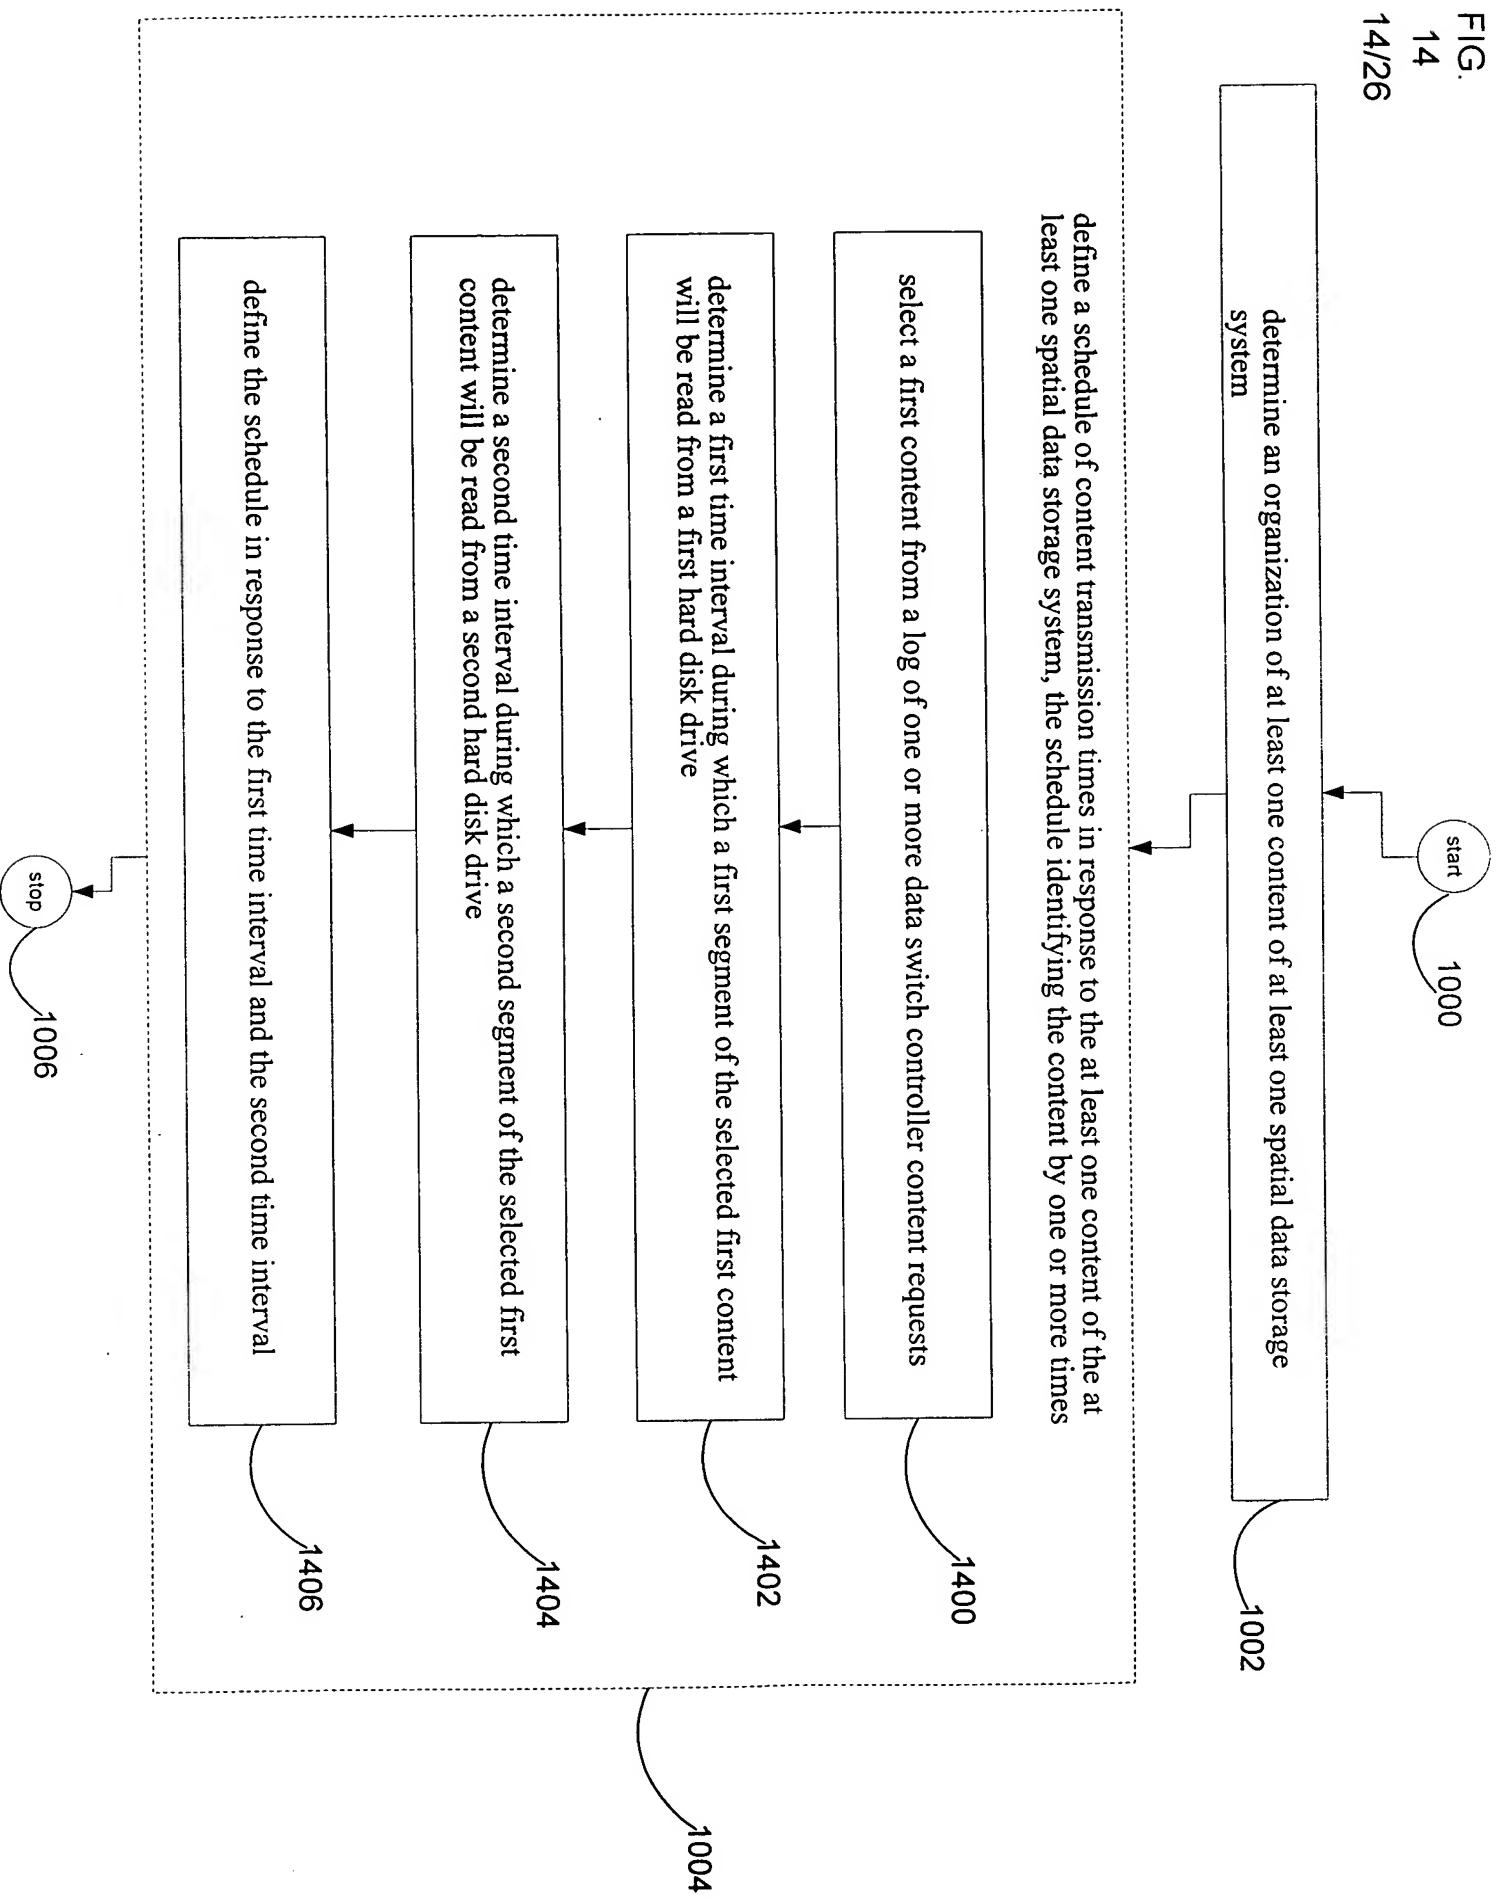 FIG.
14
14/26
start
1000
determine an organization of at least one content of at least one spatial data storage
system
1002
define a schedule of content transmission times in response to the at least one content of the at
least one spatial data storage system, the schedule identifying the content by one or more times
select a first content from a log of one or more data switch controller content requests
1400
determine a first time interval during which a first segment of the selected first content
will be read from a first hard disk drive
1402
determine a second time interval during which a second segment of the selected first
content will be read from a second hard disk drive
1404
define the schedule in response to the first time interval and the second time interval
1406
1004
stop
1006